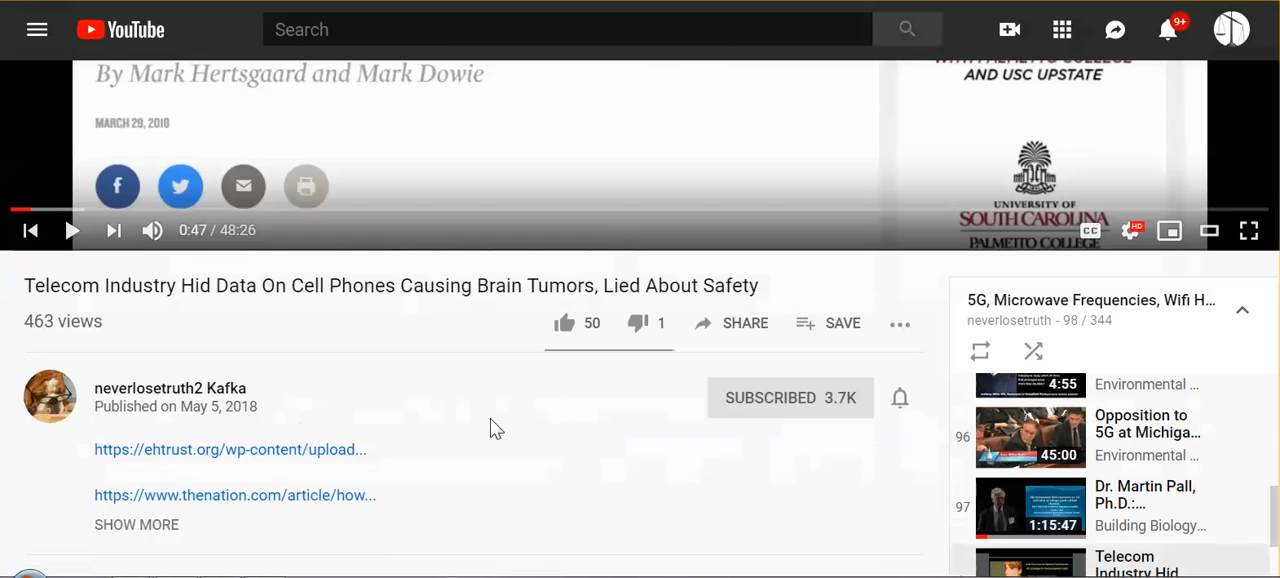 YouTube
Search
9+
By Mark Hertsgaard and Mark Dowie
MARCH 29, 2018
AND USC UPSTATE
UNIVERSITY OF
SOUTH CAROLINA
PALMETTO COLLEGE
0:47 / 48:26
CC
HD
Telecom Industry Hid Data On Cell Phones Causing Brain Tumors, Lied About Safety
463 views
50
1
SHARE
SAVE
neverlosetruth2 Kafka
Published on May 5, 2018
SUBSCRIBED 3.7K
https://ehtrust.org/wp-content/upload...
https://www.thenation.com/article/how...
SHOW MORE
5G, Microwave Frequencies, Wifi H...
neverlosetruth - 98 / 344
4:55
Environmental ...
96
45:00
Opposition to
5G at Michiga...
Environmental ...
97
1:15:47
Dr. Martin Pall,
Ph.D.:...
Building Biology...
Telecom
Industry Hid